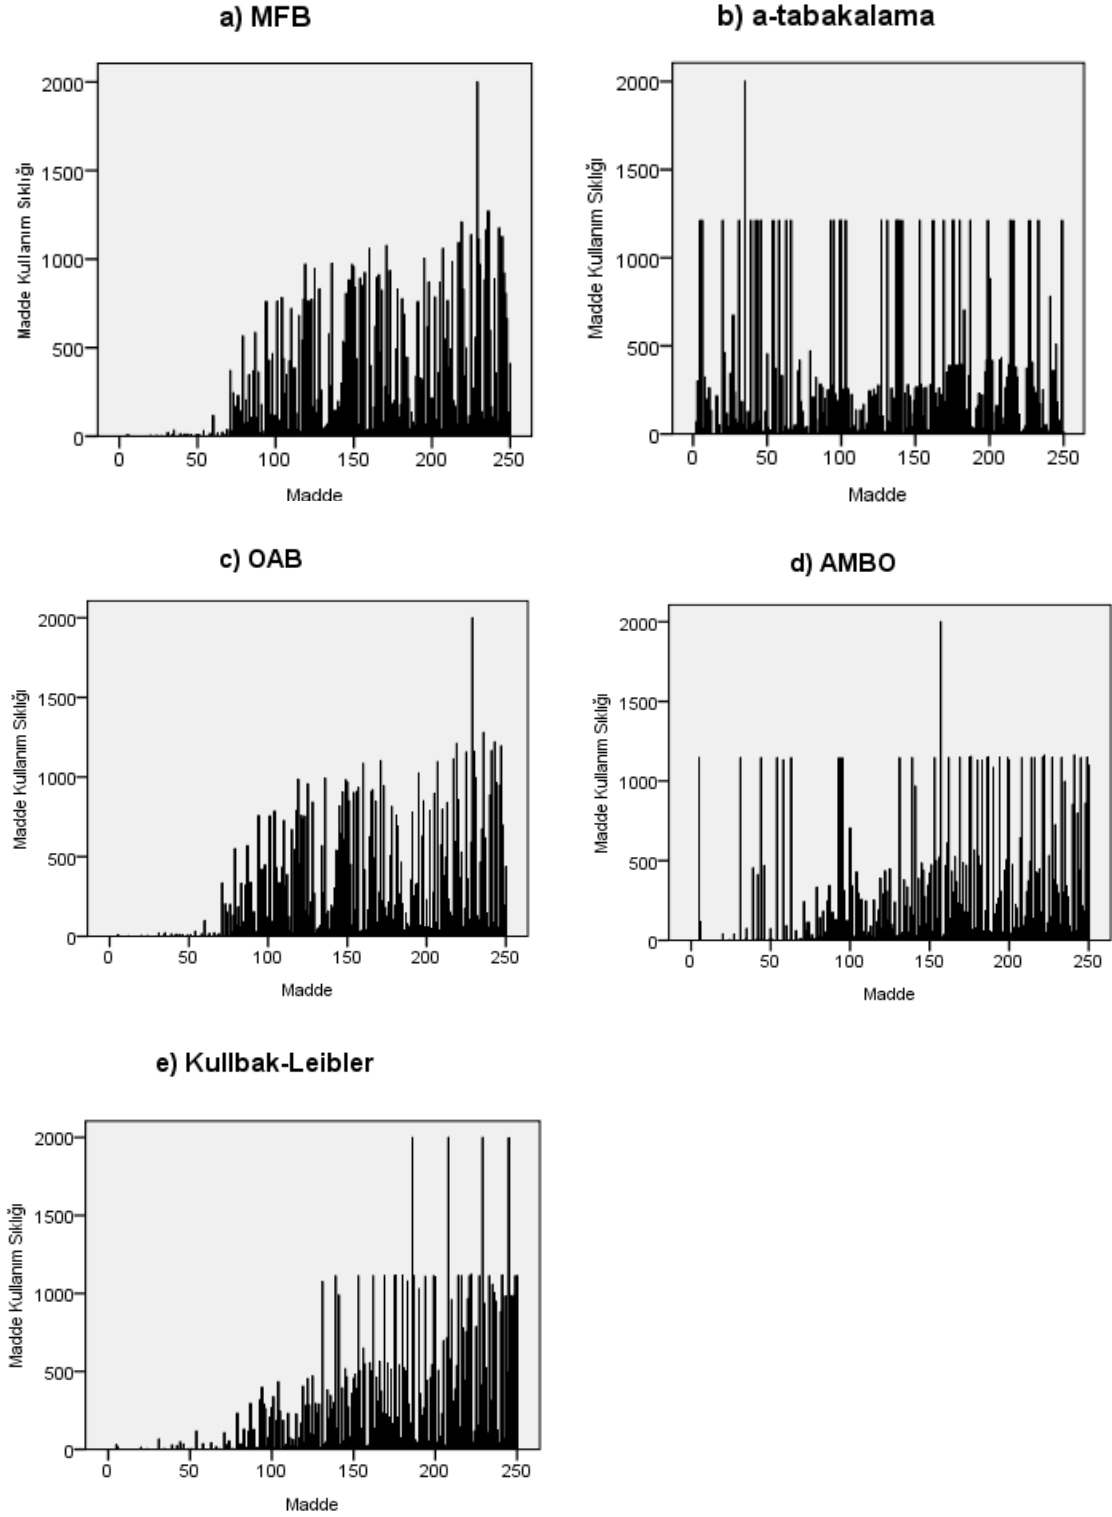 a) MFB
b) a-tabakalama
Madde Kullanım Sıklığı
2000
1500
1000
500
0
0 50 100 150 200 250
Madde
Madde Kullanım Sıklığı
2000
1500
1000
500
0
0 50 100 150 200 250
Madde
c) OAB
d) AMBO
Madde Kullanım Sıklığı
2000
1500
1000
500
0
0 50 100 150 200 250
Madde
Madde Kullanım Sıklığı
2000
1500
1000
500
0
0 50 100 150 200 250
Madde
e) Kullbak-Leibler
Madde Kullanım Sıklığı
2000
1500
1000
500
0
0 50 100 150 200 250
Madde